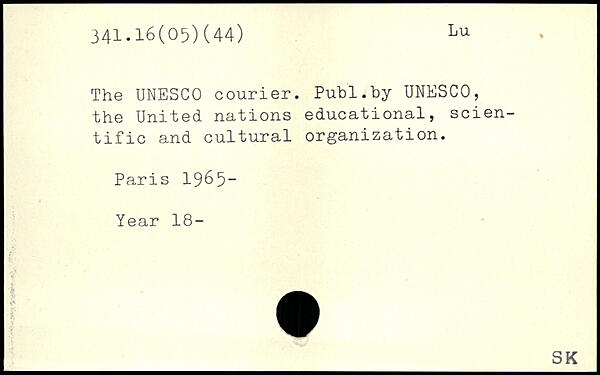 341.16(05)(44) Lu
The UNESCO courier. Publ.by UNESCO,
the United nations educational, scien-
tific and cultural organization.
Paris 1965-
Year 18-
SK